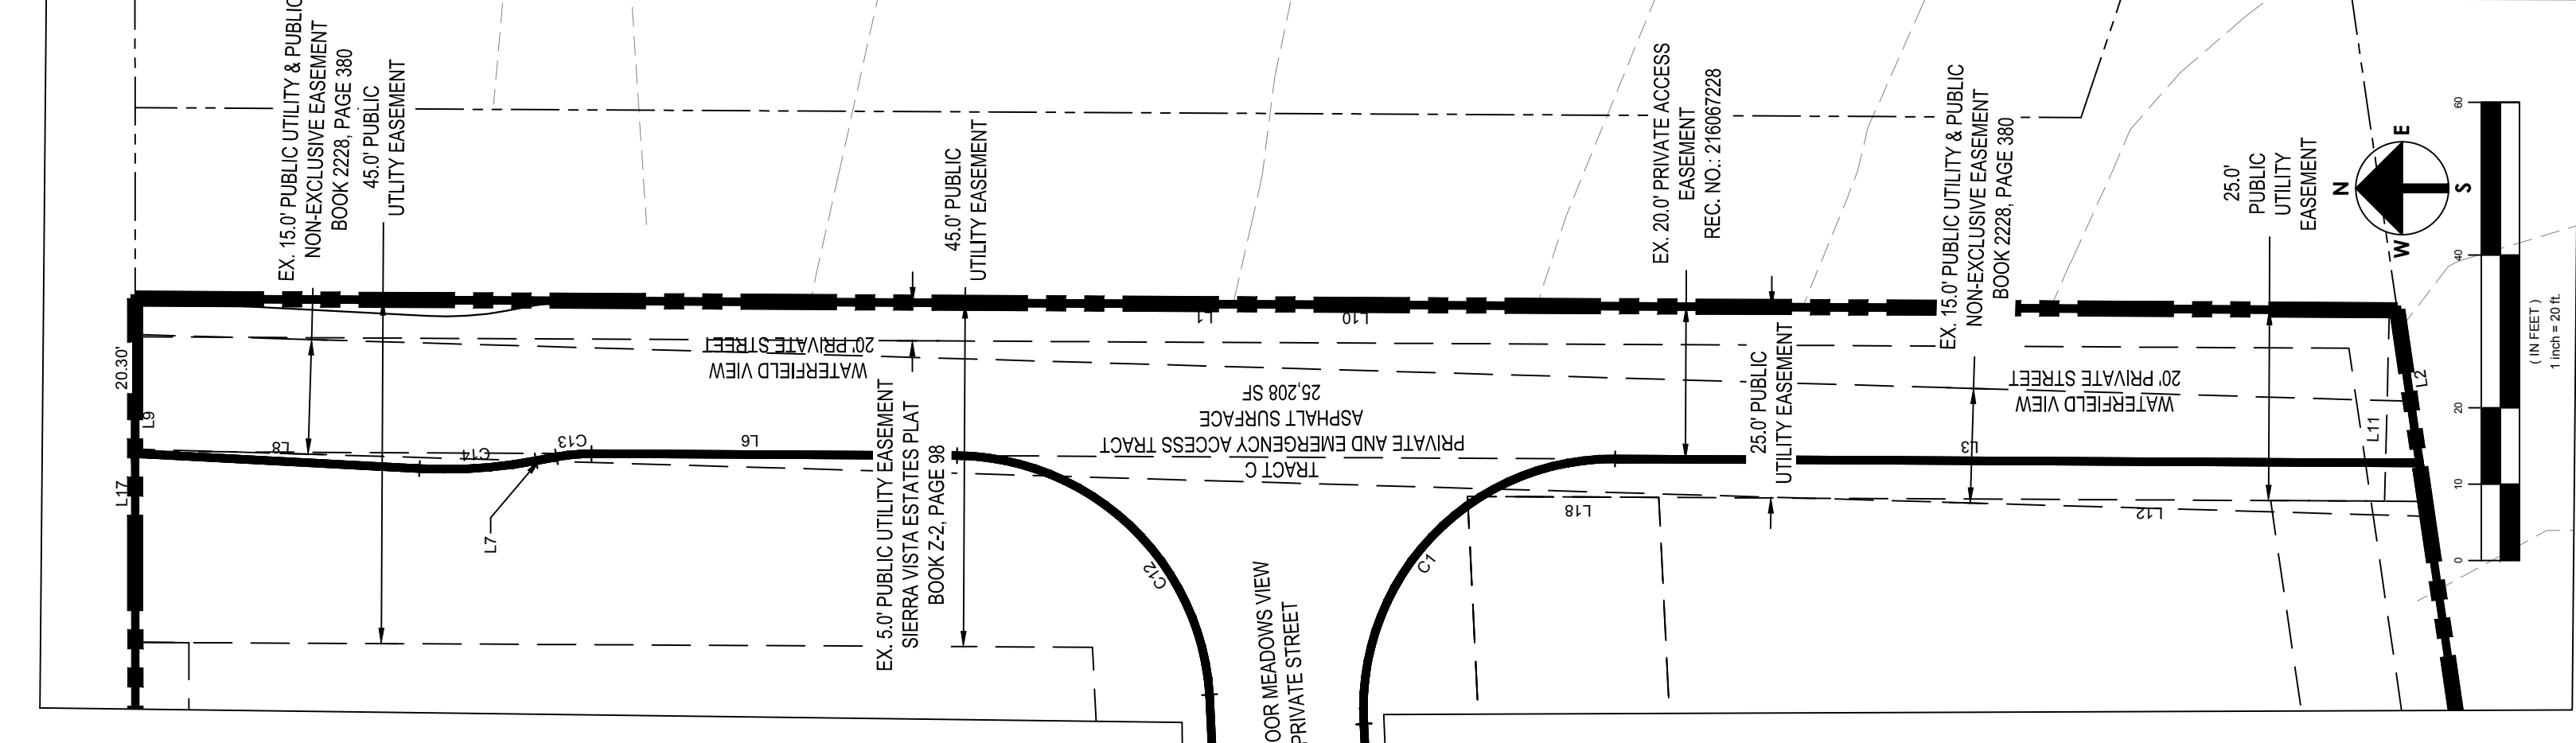 EX. 15.0' PUBLIC UTILITY & PUBLIC
NON-EXCLUSIVE EASEMENT
BOOK 2228, PAGE 380
45.0' PUBLIC
UTLITY EASEMENT
45.0' PUBLIC
UTILITY EASEMENT
EX. 20.0' PRIVATE ACCESS
EASEMENT
REC. NO.: 216067228
EX. 15.0' PUBLIC UTILITY & PUBLIC
NON-EXCLUSIVE EASEMENT
BOOK 2228, PAGE 380
25.0'
PUBLIC
UTILITY
EASEMENT
N
E
S
W
60
40
20
10
0
( IN FEET )
1 inch = 20 ft.
20.30'
L9
L17
L8
C14
C13
L7
L6
L1
L10
WATERFIELD VIEW
20' PRIVATE STREET
EX. 5.0' PUBLIC UTILITY EASEMENT
SIERRA VISTA ESTATES PLAT
BOOK Z-2, PAGE 98
TRACT C
PRIVATE AND EMERGENCY ACCESS TRACT
ASPHALT SURFACE
25,208 SF
25.0' PUBLIC
UTILITY EASEMENT
WATERFIELD VIEW
20' PRIVATE STREET
L2
L11
L3
L12
L18
C12
C1
OOR MEADOWS VIEW
PRIVATE STREET